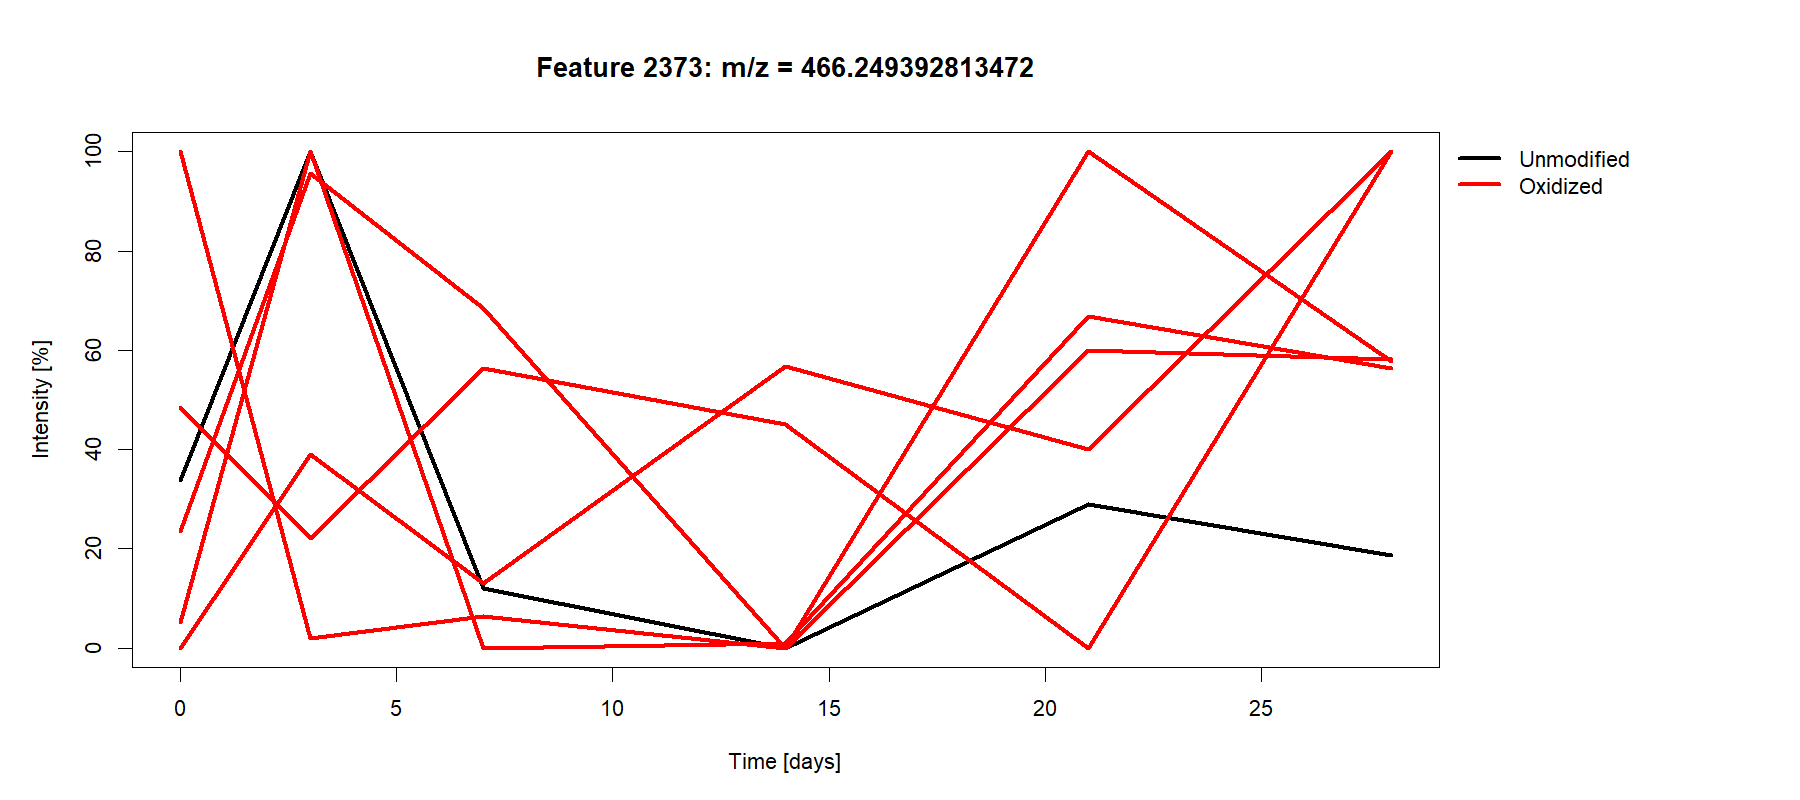 Feature 2373: m/z = 466.249392813472
Unmodified
Oxidized
Intensity [%]
100
80
60
40
20
0
0 5 10 15 20 25
Time [days]